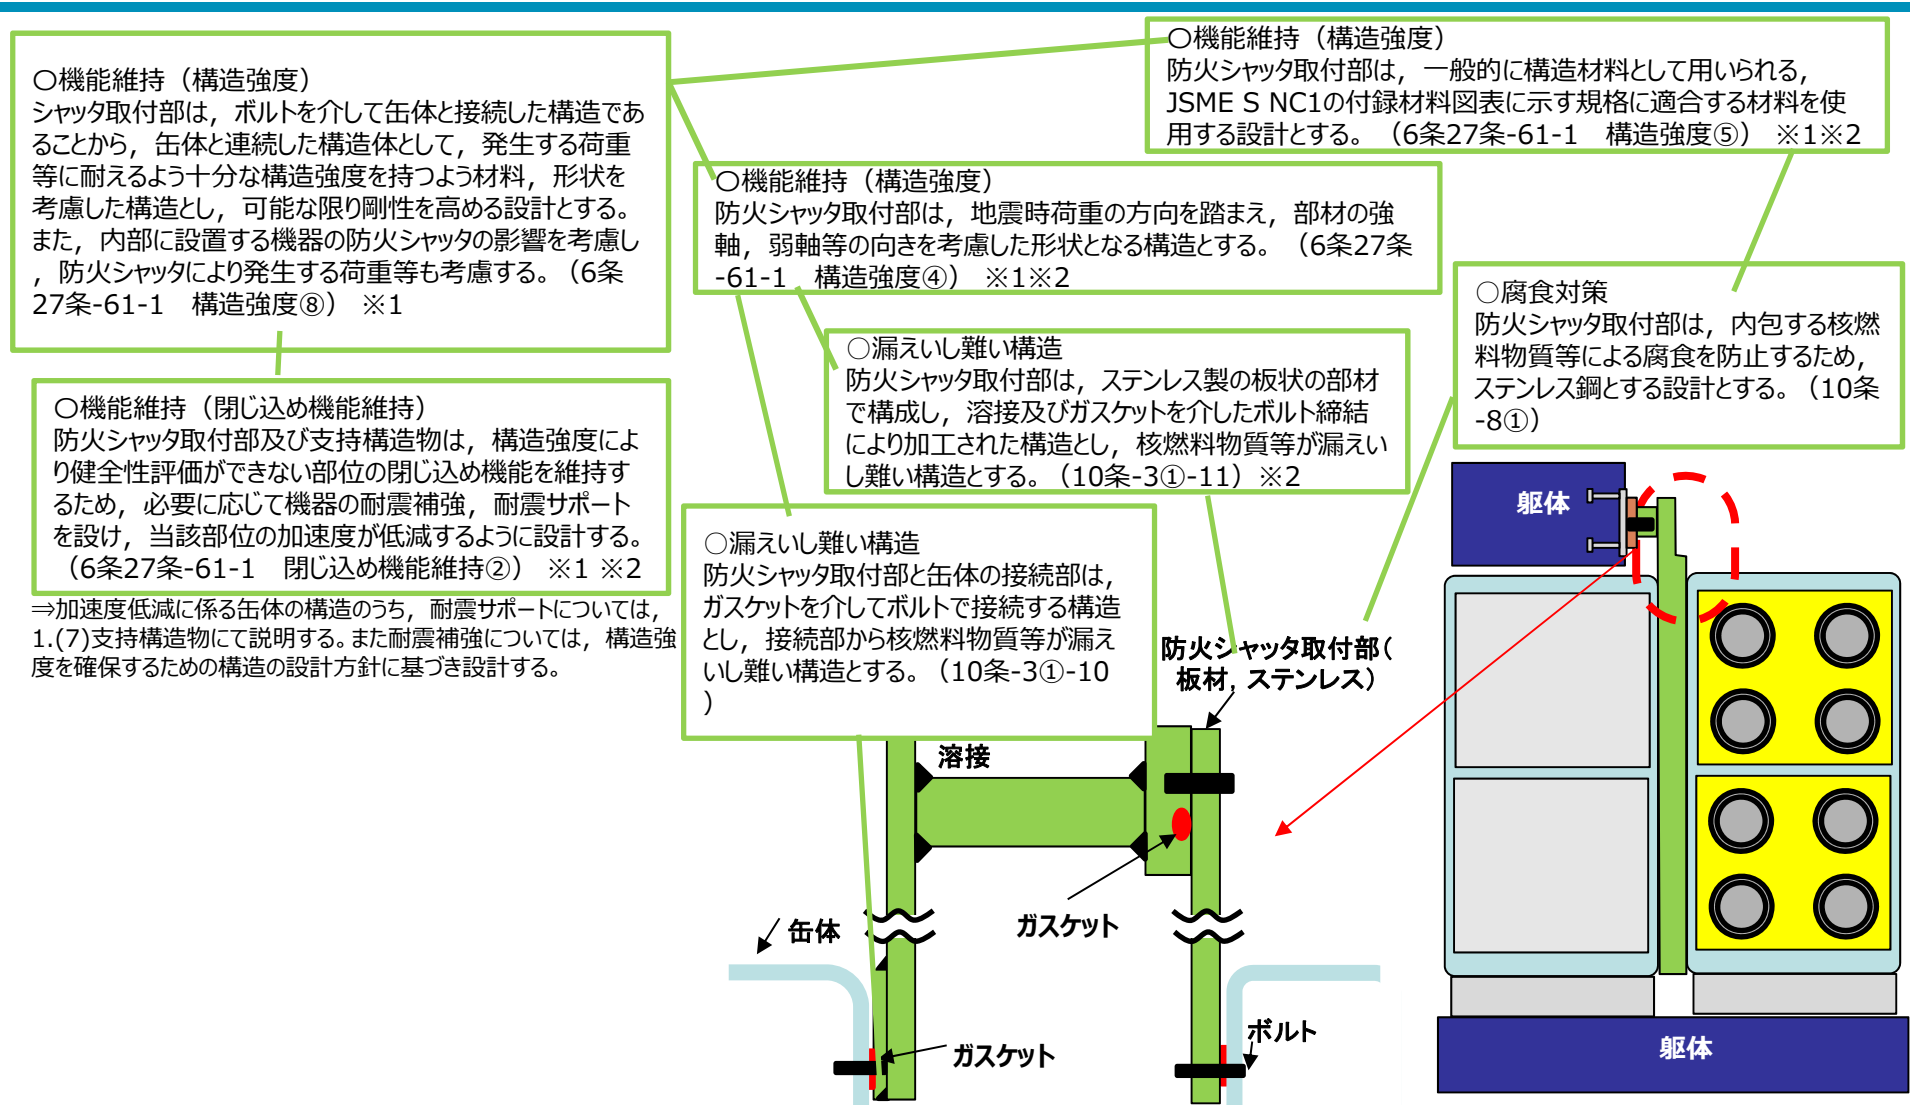 〇機能維持（構造強度）
シャッタ取付部は，ボルトを介して缶体と接続した構造であ
ることから，缶体と連続した構造体として，発生する荷重
等に耐えるよう十分な構造強度を持つよう材料，形状を
考慮した構造とし，可能な限り剛性を高める設計とする。
また，内部に設置する機器の防火シャッタの影響を考慮し
，防火シャッタにより発生する荷重等も考慮する。（6条
27条-61-1　構造強度⑧）　※1
〇機能維持（閉じ込め機能維持）
防火シャッタ取付部及び支持構造物は，構造強度によ
り健全性評価ができない部位の閉じ込め機能を維持す
るため，必要に応じて機器の耐震補強，耐震サポート
を設け，当該部位の加速度が低減するように設計する。
（6条27条-61-1　閉じ込め機能維持②）　※1 ※2
⇒加速度低減に係る缶体の構造のうち，耐震サポートについては，
1.(7)支持構造物にて説明する。また耐震補強については，構造強
度を確保するための構造の設計方針に基づき設計する。
〇機能維持（構造強度）
防火シャッタ取付部は，一般的に構造材料として用いられる，
JSME S NC1の付録材料図表に示す規格に適合する材料を使
用する設計とする。（6条27条-61-1　構造強度⑤）　※1※2
〇機能維持（構造強度）
防火シャッタ取付部は，地震時荷重の方向を踏まえ，部材の強
軸，弱軸等の向きを考慮した形状となる構造とする。（6条27条
-61-1　構造強度④）　※1※2
○漏えいし難い構造
防火シャッタ取付部は，ステンレス製の板状の部材
で構成し，溶接及びガスケットを介したボルト締結
により加工された構造とし，核燃料物質等が漏えい
し難い構造とする。（10条-3①-11）※2
○腐食対策
防火シャッタ取付部は，内包する核燃
料物質等による腐食を防止するため，
ステンレス鋼とする設計とする。（10条
-8①）
○漏えいし難い構造
防火シャッタ取付部と缶体の接続部は，
ガスケットを介してボルトで接続する構造
とし，接続部から核燃料物質等が漏え
いし難い構造とする。（10条-3①-10
）
防火シャッタ取付部（
板材，ステンレス）
溶接
ガスケット
缶体
ガスケット
ボルト
躯体
躯体